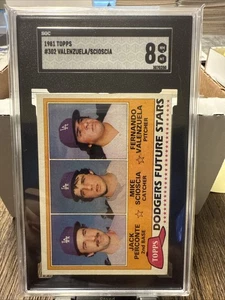 SGC
1981 TOPPS
#302 VALENZUELA/SCIOSCIA
8
JACK
PERCONTE
2ND BASE
MIKE
SCIOSCIA
CATCHER
FERNANDO
VALENZUELA
PITCHER
TOPPS DODGERS FUTURE STARS